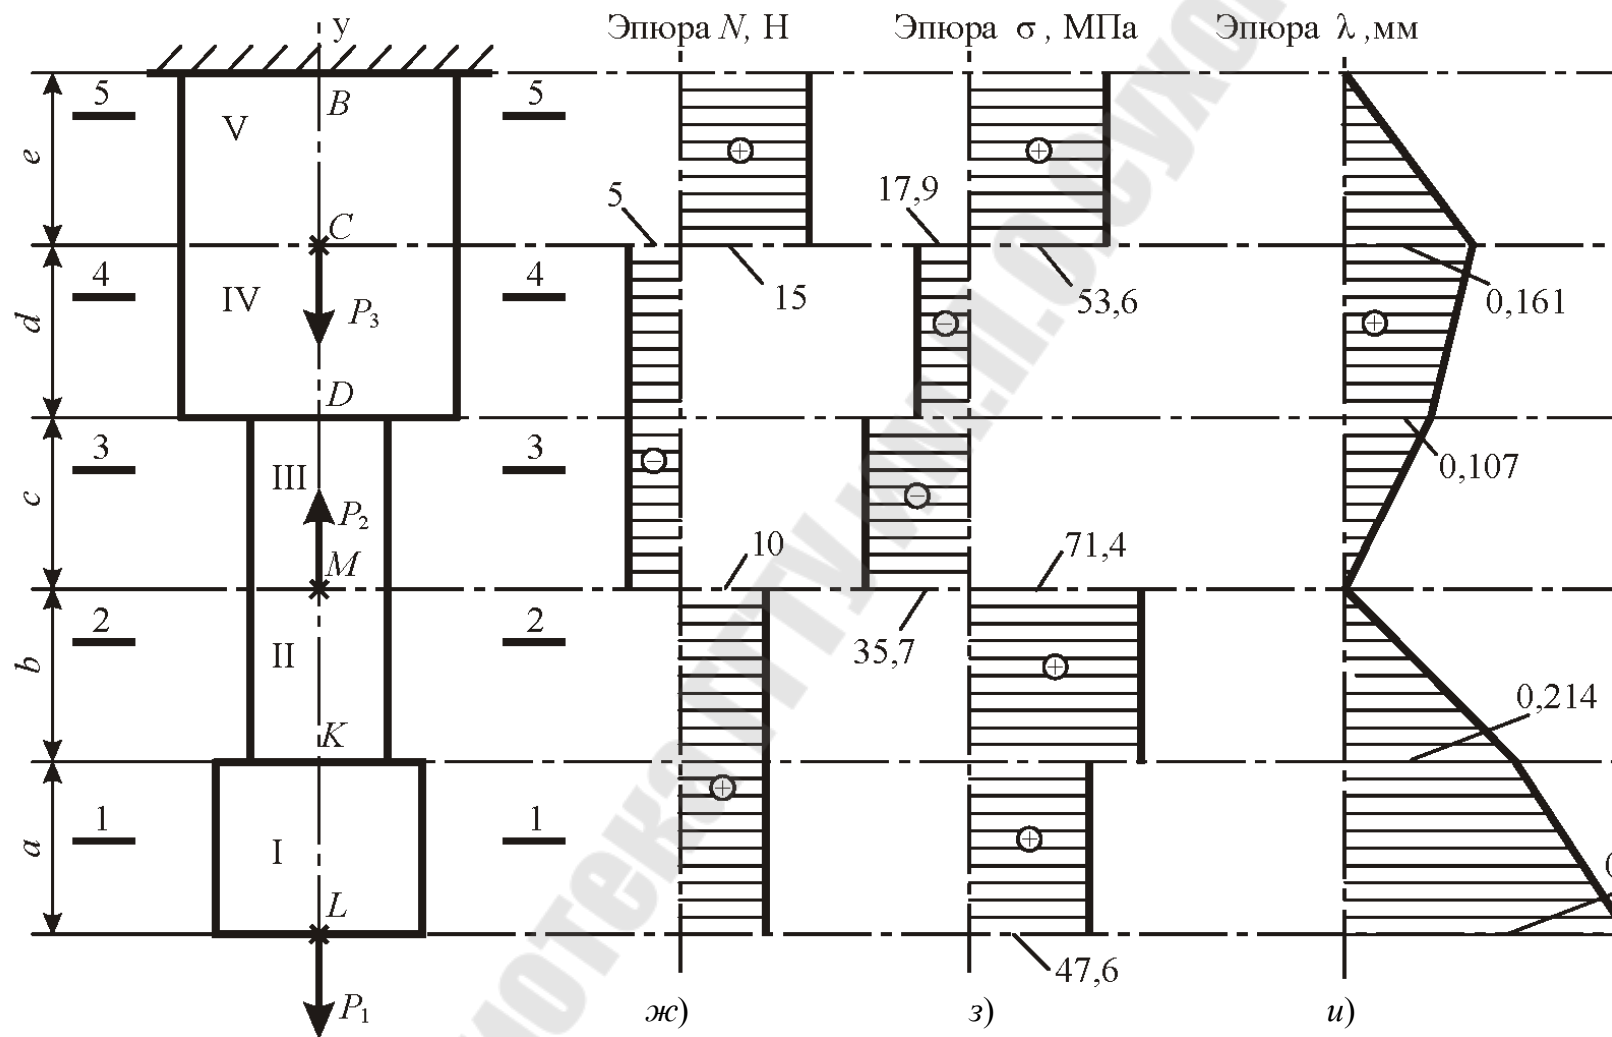 y
Эпюра N, Н
Эпюра σ, МПа
Эпюра λ, мм
5
B
5
V
e
5
17,9
C
4
IV
4
15
53,6
0,161
P3
d
D
3
III
3
0,107
c
P2
M
10
71,4
2
II
2
35,7
b
K
0,214
1
I
1
a
L
47,6
P1
ж)
з)
и)